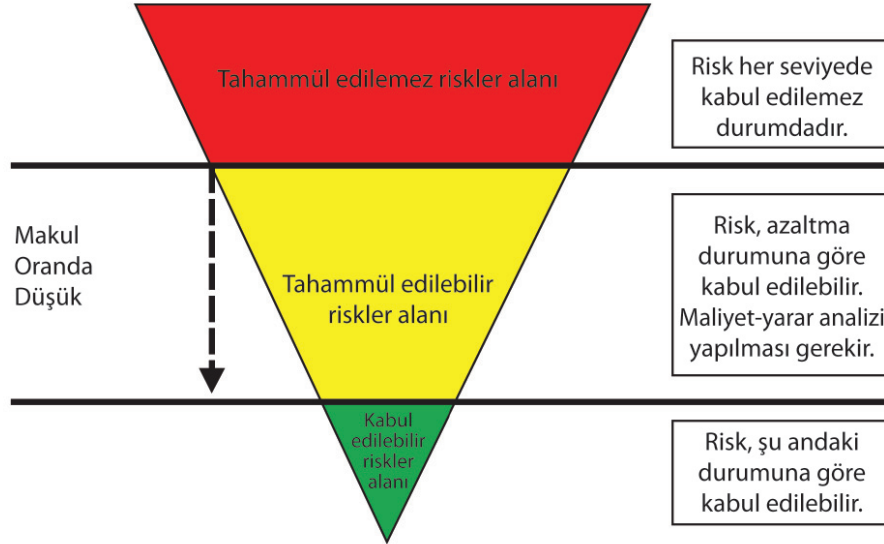 Tahammül edilemez riskler alanı
Risk her seviyede
kabul edilemez
durumdadır.
Makul
Oranda
Düşük
Tahammül edilebilir
riskler alanı
Risk, azaltma
durumuna göre
kabul edilebilir.
Maliyet-yarar analizi
yapılması gerekir.
Kabul
edilebilir
riskler
alanı
Risk, şu andaki
durumuna göre
kabul edilebilir.